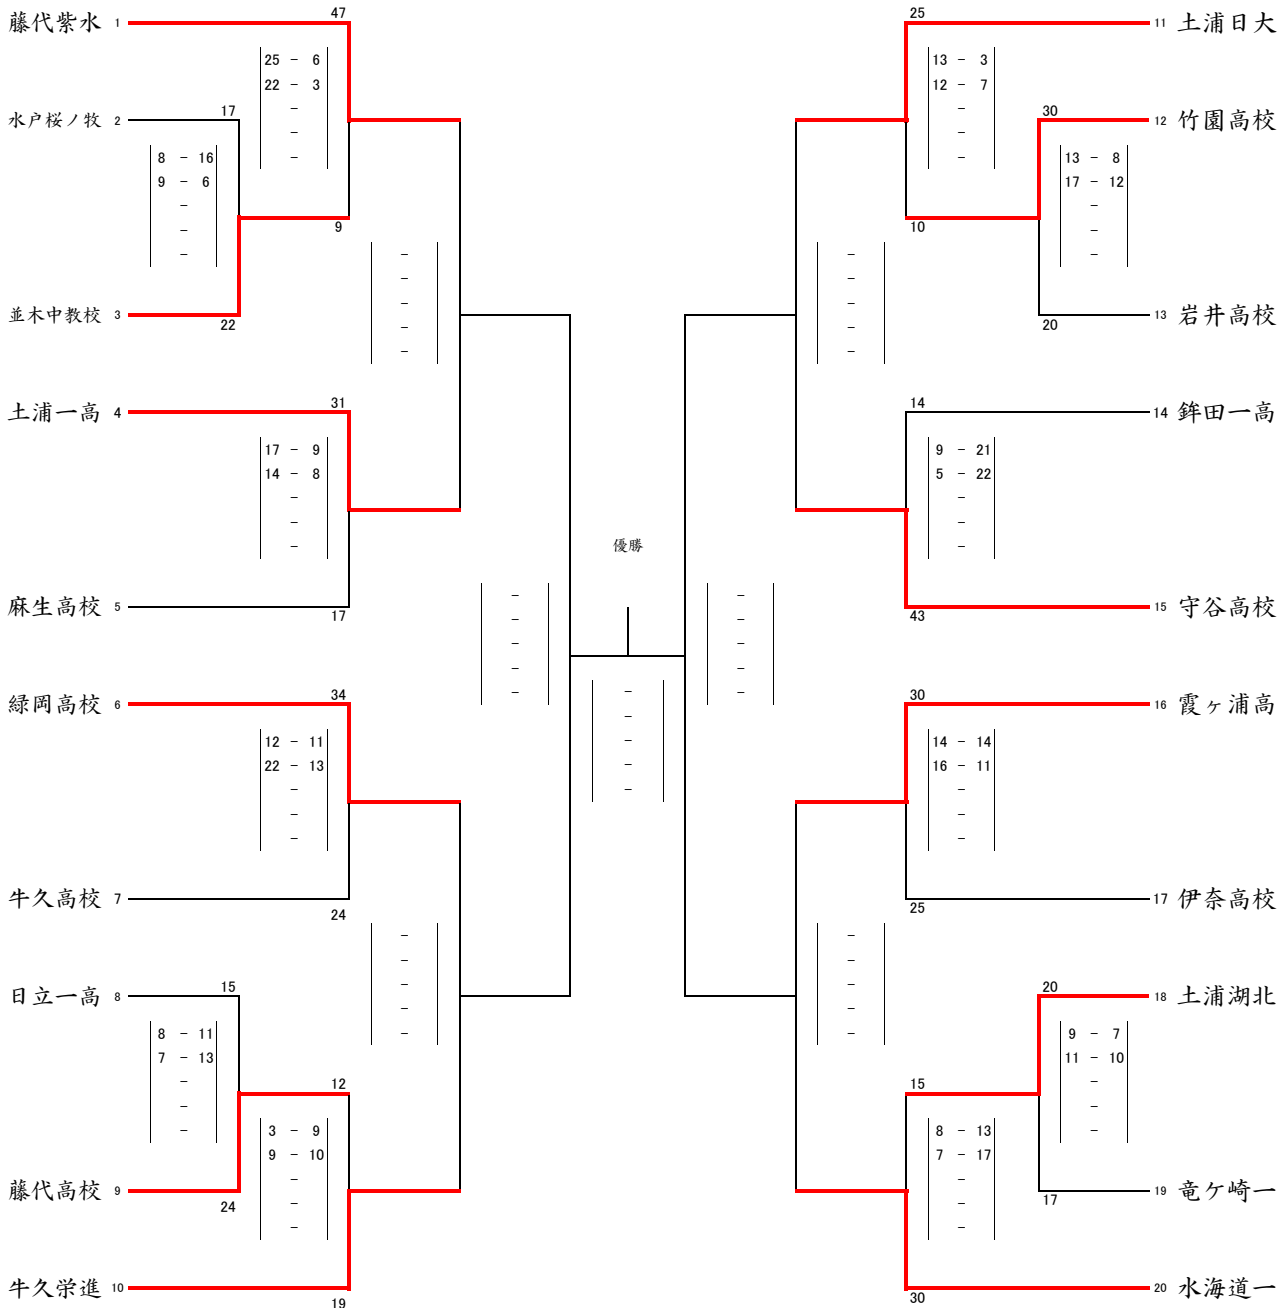 藤代紫水 1
47
25 - 6
22 - 3
-
-
-
水戸桜ノ牧 2
17
8 - 16
9 - 6
-
-
-
9
並木中教校 3
22
-
-
-
-
-
土浦一高 4
31
17 - 9
14 - 8
-
-
-
麻生高校 5
17
-
-
-
-
-
緑岡高校 6
34
12 - 11
22 - 13
-
-
-
牛久高校 7
24
-
-
-
-
-
日立一高 8
15
8 - 11
7 - 13
-
-
-
12
3 - 9
9 - 10
-
-
-
藤代高校 9
24
牛久栄進 10
19
優勝
-
-
-
-
-
25
11 土浦日大
13 - 3
12 - 7
-
-
-
30
12 竹園高校
13 - 8
17 - 12
-
-
-
10
13 岩井高校
20
-
-
-
-
-
14
14 鉾田一高
9 - 21
5 - 22
-
-
-
15 守谷高校
43
-
-
-
-
-
30
16 霞ヶ浦高
14 - 14
16 - 11
-
-
-
17 伊奈高校
25
-
-
-
-
-
20
18 土浦湖北
9 - 7
11 - 10
-
-
-
15
8 - 13
7 - 17
-
-
-
19 竜ケ崎一
17
20 水海道一
30